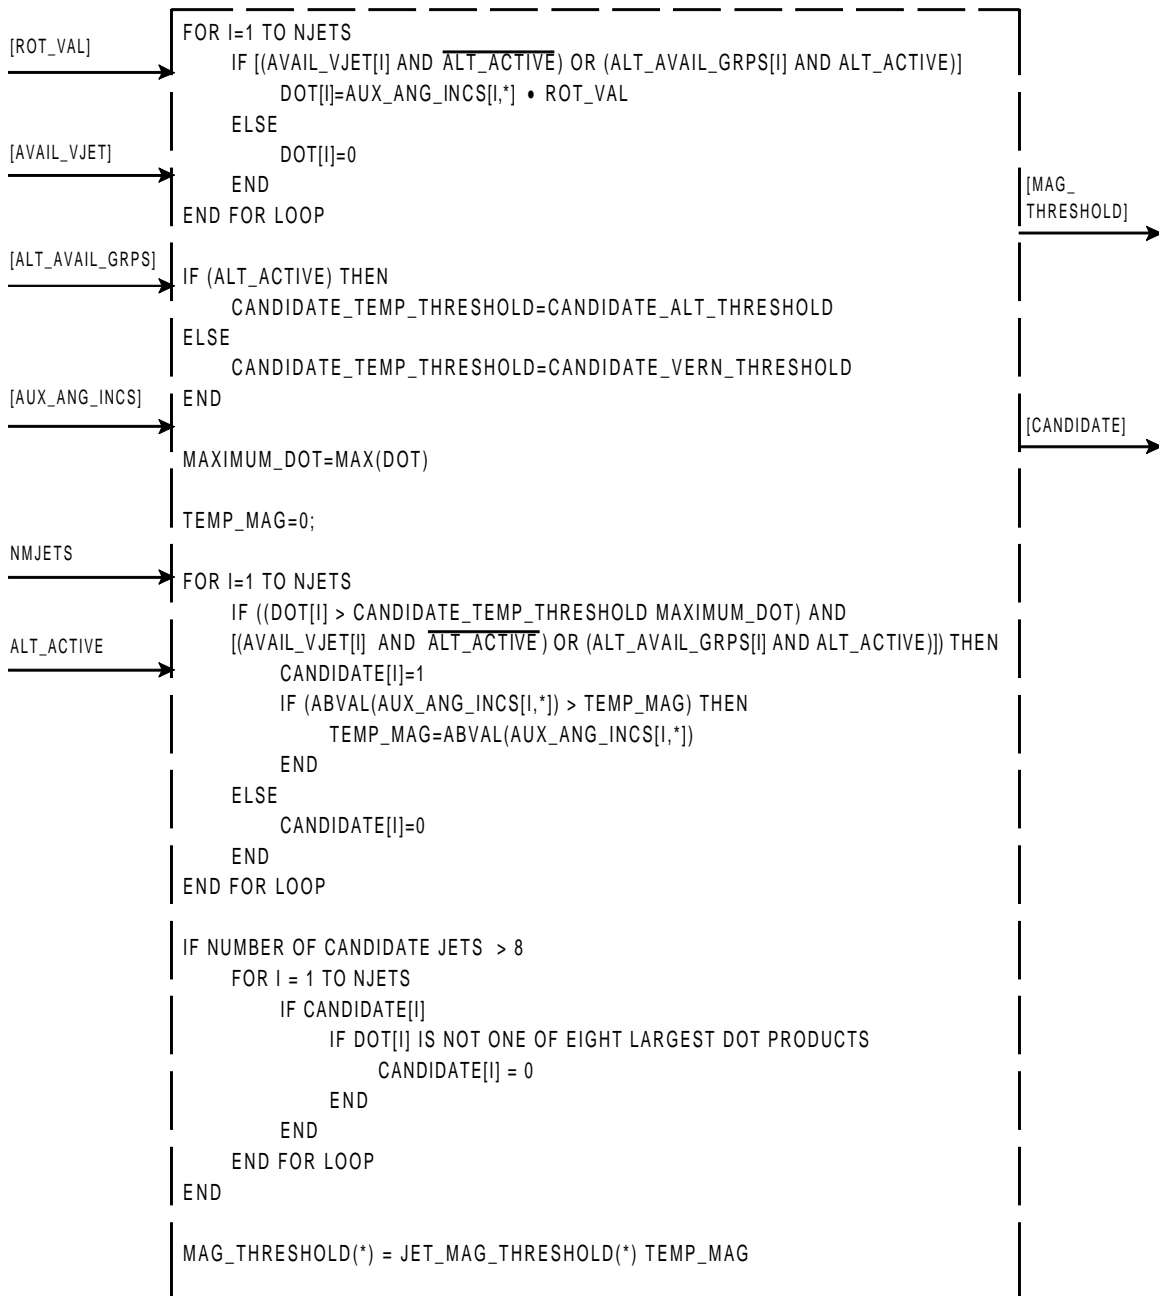 [ROT_VAL]
[AVAIL_VJET]
[ALT_AVAIL_GRPS]
[AUX_ANG_INCS]
NMJETS
ALT_ACTIVE
FOR I=1 TO NJETS
IF [(AVAIL_VJET[I] AND ALT_ACTIVE) OR (ALT_AVAIL_GRPS[I] AND ALT_ACTIVE)]
DOT[I]=AUX_ANG_INCS[I,*] • ROT_VAL
ELSE
DOT[I]=0
END
END FOR LOOP
IF (ALT_ACTIVE) THEN
CANDIDATE_TEMP_THRESHOLD=CANDIDATE_ALT_THRESHOLD
ELSE
CANDIDATE_TEMP_THRESHOLD=CANDIDATE_VERN_THRESHOLD
END
MAXIMUM_DOT=MAX(DOT)
TEMP_MAG=0;
FOR I=1 TO NJETS
IF ((DOT[I] > CANDIDATE_TEMP_THRESHOLD MAXIMUM_DOT) AND
[(AVAIL_VJET[I] AND ALT_ACTIVE) OR (ALT_AVAIL_GRPS[I] AND ALT_ACTIVE)]) THEN
CANDIDATE[I]=1
IF (ABVAL(AUX_ANG_INCS[I,*]) > TEMP_MAG) THEN
TEMP_MAG=ABVAL(AUX_ANG_INCS[I,*])
END
ELSE
CANDIDATE[I]=0
END
END FOR LOOP
IF NUMBER OF CANDIDATE JETS > 8
FOR I = 1 TO NJETS
IF CANDIDATE[I]
IF DOT[I] IS NOT ONE OF EIGHT LARGEST DOT PRODUCTS
CANDIDATE[I] = 0
END
END
END FOR LOOP
END
MAG_THRESHOLD(*) = JET_MAG_THRESHOLD(*) TEMP_MAG
[MAG_
THRESHOLD]
[CANDIDATE]